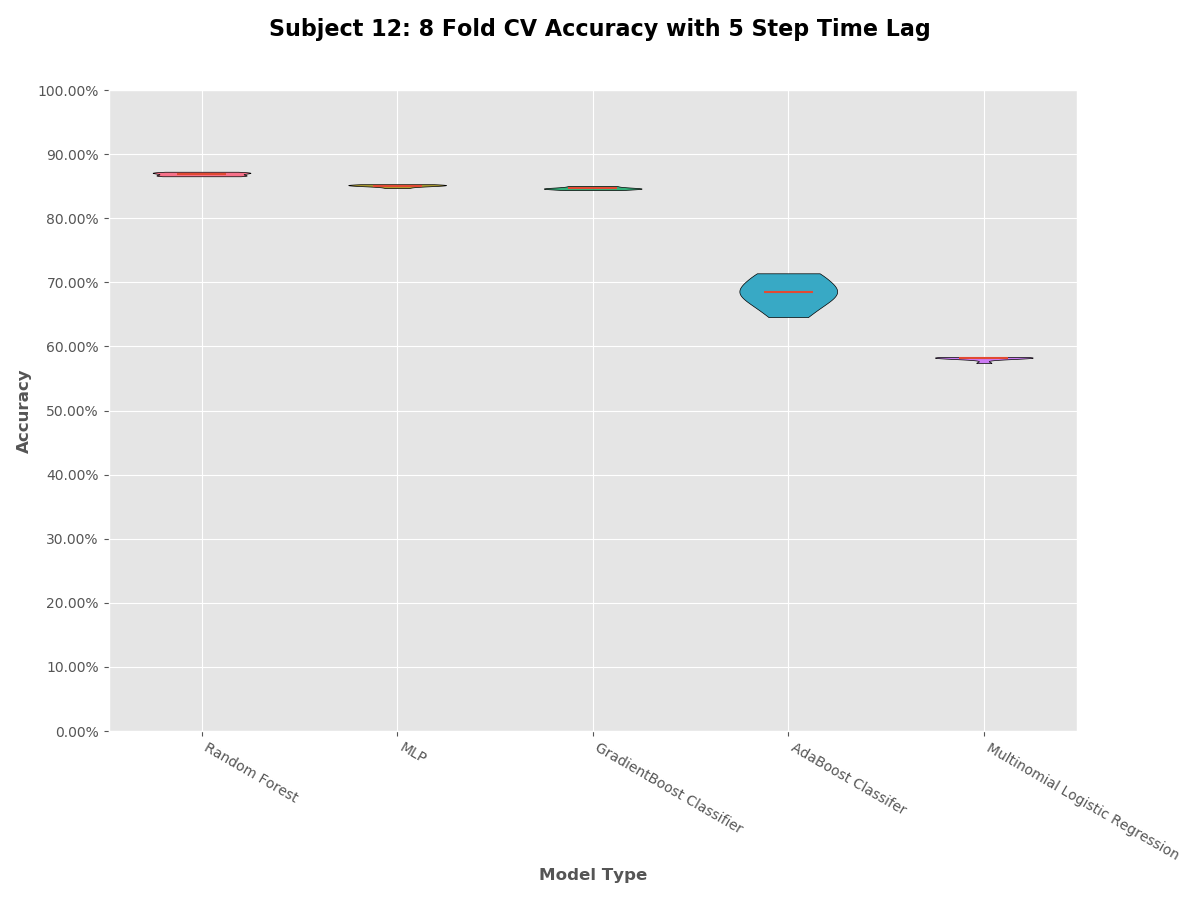 Subject 12: 8 Fold CV Accuracy with 5 Step Time Lag
100.00%
90.00%
80.00%
70.00%
60.00%
50.00%
40.00%
30.00%
20.00%
10.00%
0.00%
Accuracy
Random Forest
MLP
GradientBoost Classifier
AdaBoost Classifer
Multinomial Logistic Regression
Model Type